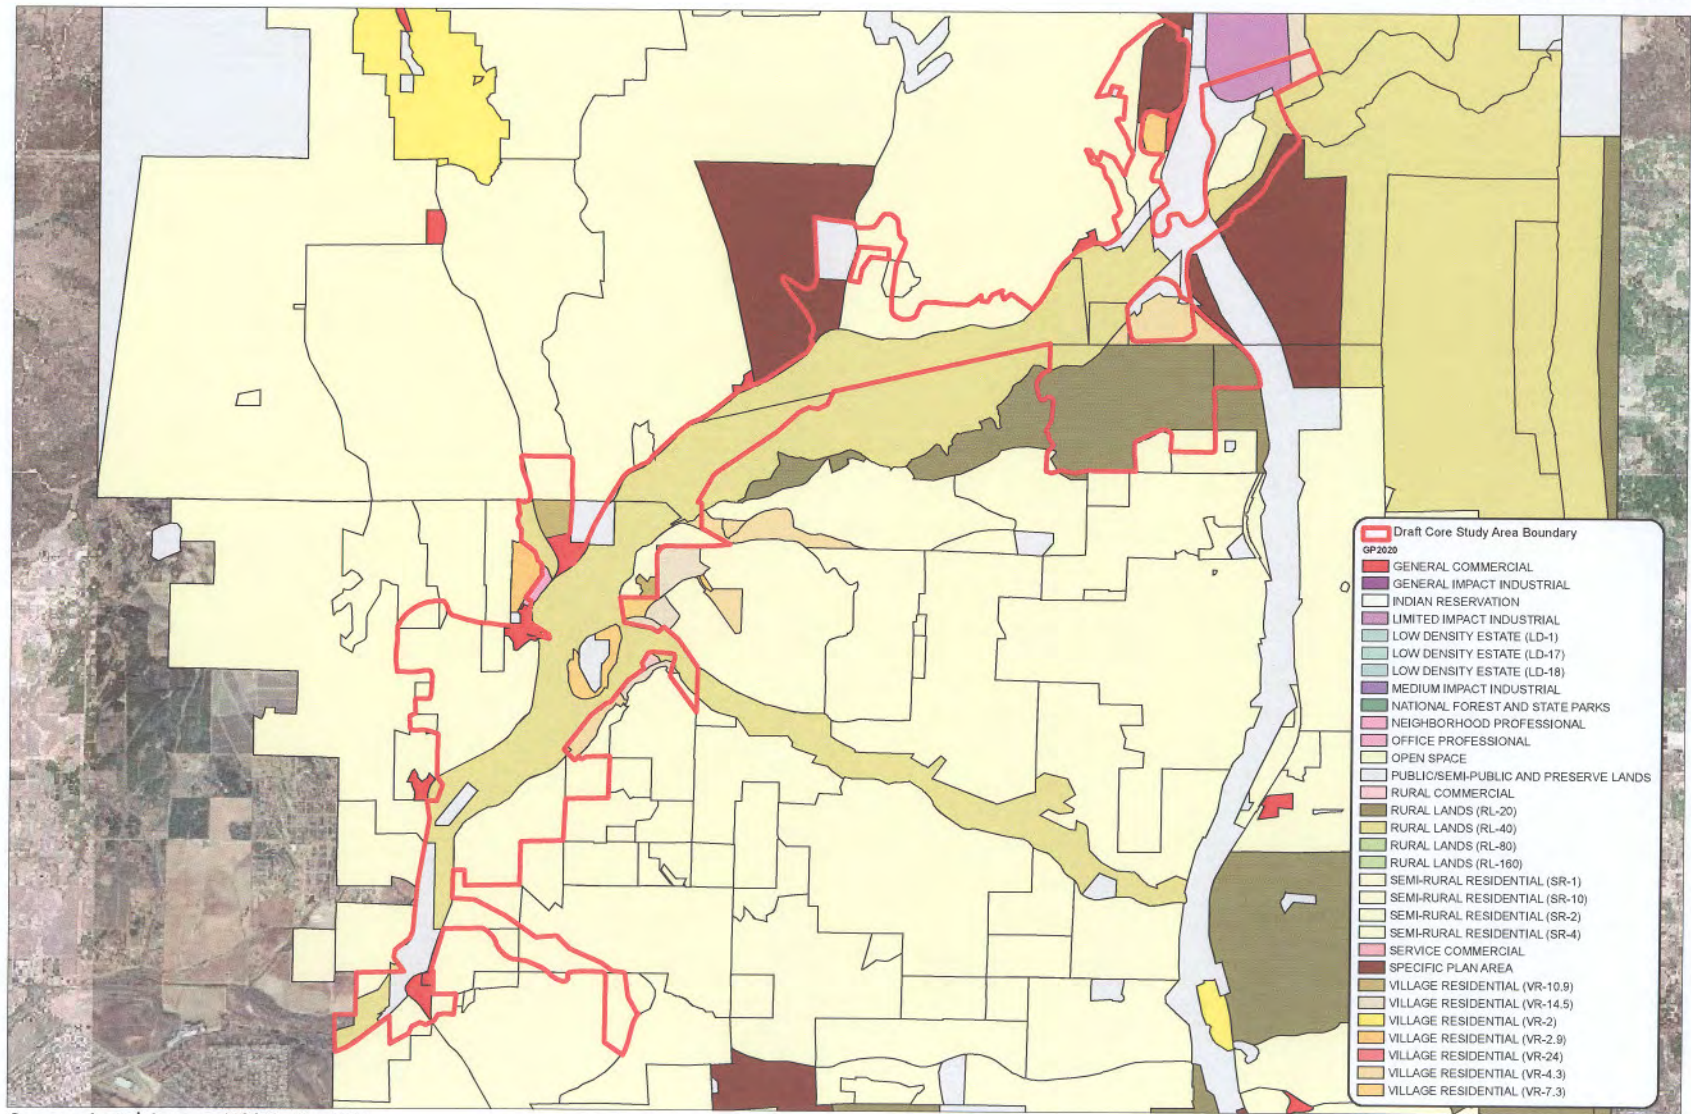 Draft Core Study Area Boundary
GP2020
GENERAL COMMERCIAL
GENERAL IMPACT INDUSTRIAL
INDIAN RESERVATION
LIMITED IMPACT INDUSTRIAL
LOW DENSITY ESTATE (LD-1)
LOW DENSITY ESTATE (LD-17)
LOW DENSITY ESTATE (LD-18)
MEDIUM IMPACT INDUSTRIAL
NATIONAL FOREST AND STATE PARKS
NEIGHBORHOOD PROFESSIONAL
OFFICE PROFESSIONAL
OPEN SPACE
PUBLIC/SEMI-PUBLIC AND PRESERVE LANDS
RURAL COMMERCIAL
RURAL LANDS (RL-20)
RURAL LANDS (RL-40)
RURAL LANDS (RL-80)
RURAL LANDS (RL-160)
SEMI-RURAL RESIDENTIAL (SR-1)
SEMI-RURAL RESIDENTIAL (SR-10)
SEMI-RURAL RESIDENTIAL (SR-2)
SEMI-RURAL RESIDENTIAL (SR-4)
SERVICE COMMERCIAL
SPECIFIC PLAN AREA
VILLAGE RESIDENTIAL (VR-10.9)
VILLAGE RESIDENTIAL (VR-14.5)
VILLAGE RESIDENTIAL (VR-2)
VILLAGE RESIDENTIAL (VR-2.9)
VILLAGE RESIDENTIAL (VR-24)
VILLAGE RESIDENTIAL (VR-4.3)
VILLAGE RESIDENTIAL (VR-7.3)